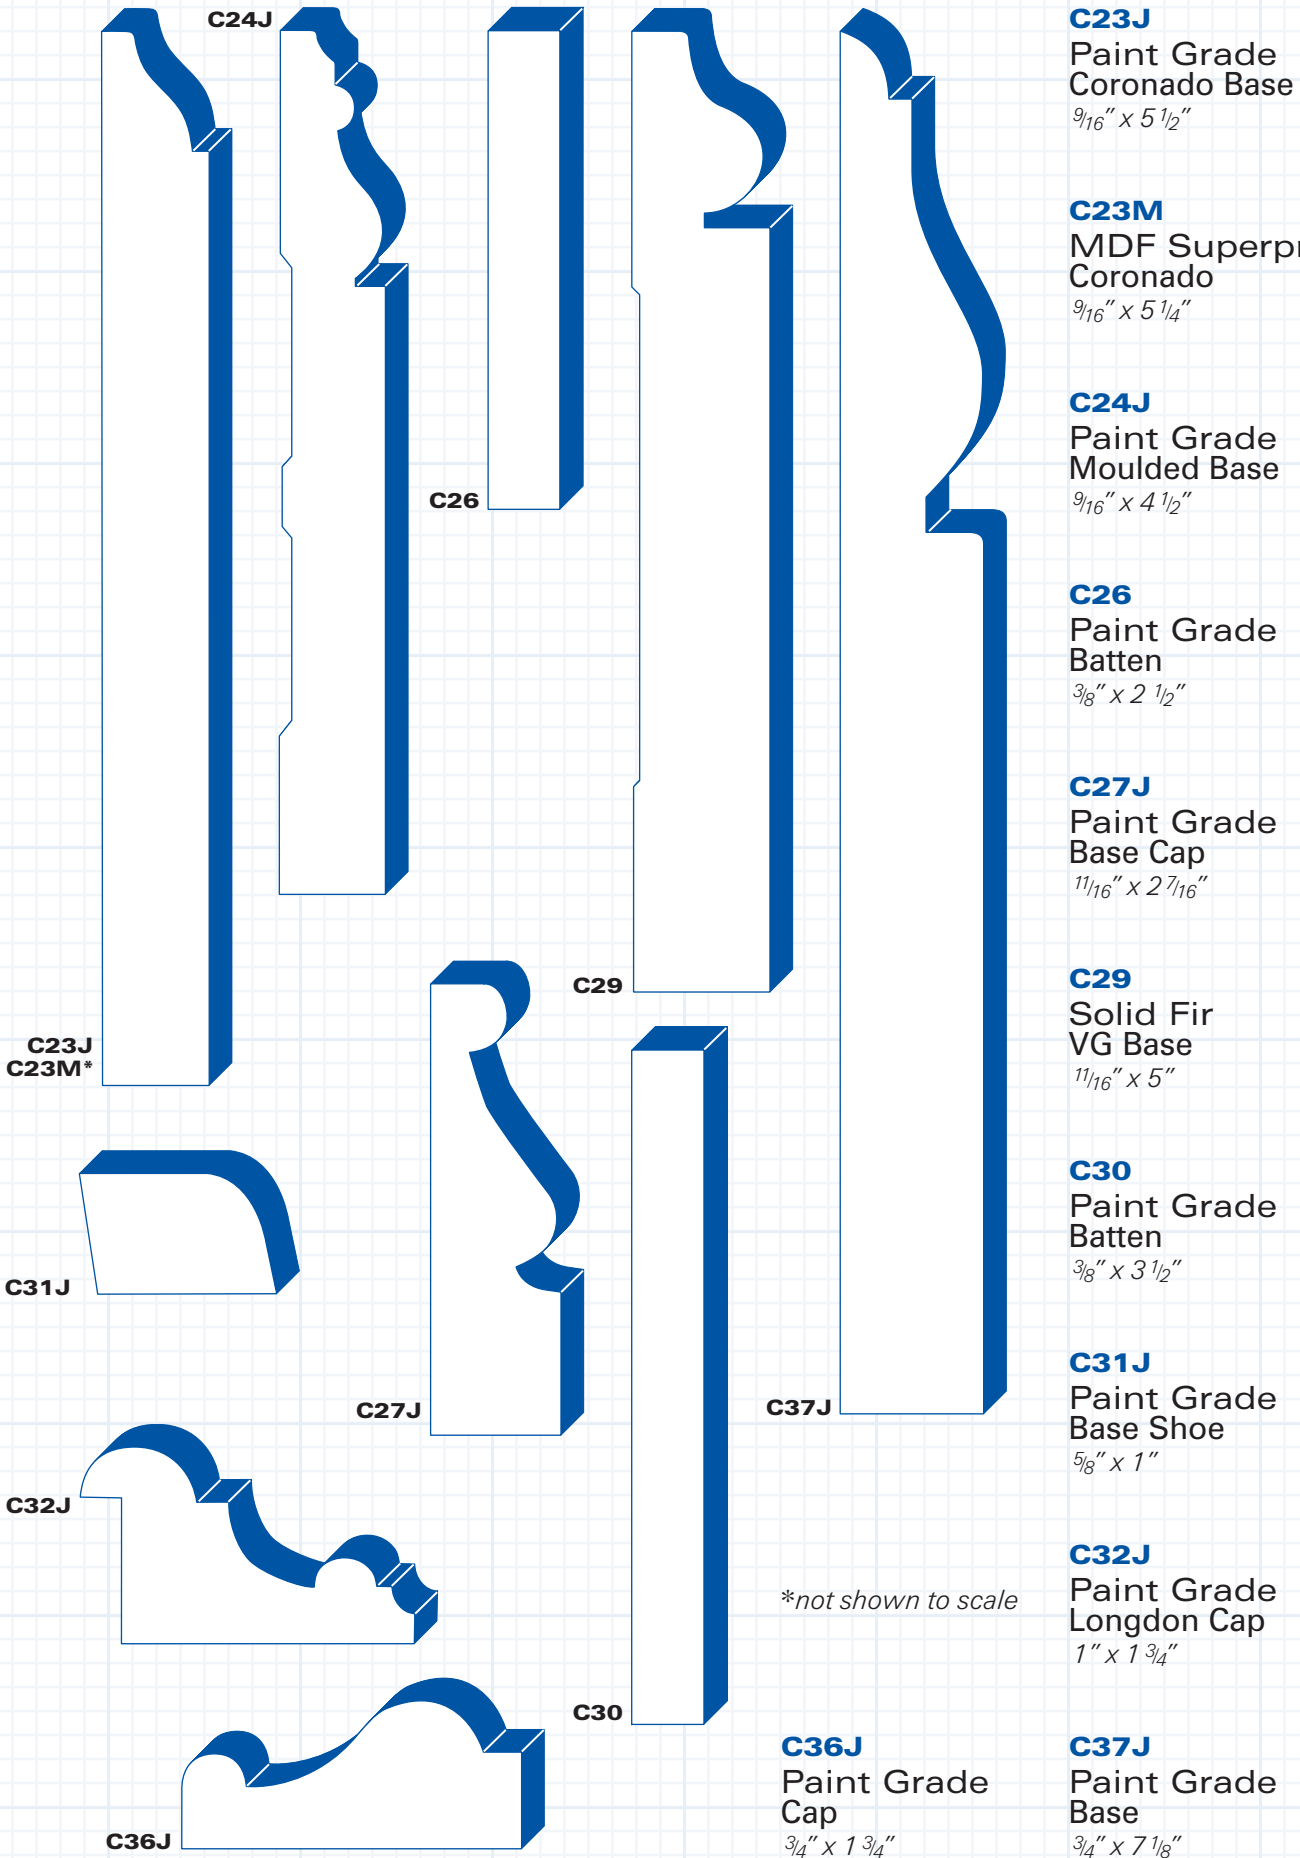 C24J
C26
C29
C23J
C23M*
C31J
C27J
C37J
C32J
C30
C36J
*not shown to scale
C23J
Paint Grade
Coronado Base
9/16" x 5 1/2"
C23M
MDF Superpr
Coronado
9/16" x 5 1/4"
C24J
Paint Grade
Moulded Base
9/16" x 4 1/2"
C26
Paint Grade
Batten
3/8" x 2 1/2"
C27J
Paint Grade
Base Cap
11/16" x 2 7/16"
C29
Solid Fir
VG Base
11/16" x 5"
C30
Paint Grade
Batten
3/8" x 3 1/2"
C31J
Paint Grade
Base Shoe
5/8" x 1"
C32J
Paint Grade
Longdon Cap
1" x 1 3/4"
C36J
Paint Grade
Cap
3/4" x 1 3/4"
C37J
Paint Grade
Base
3/4" x 7 1/8"